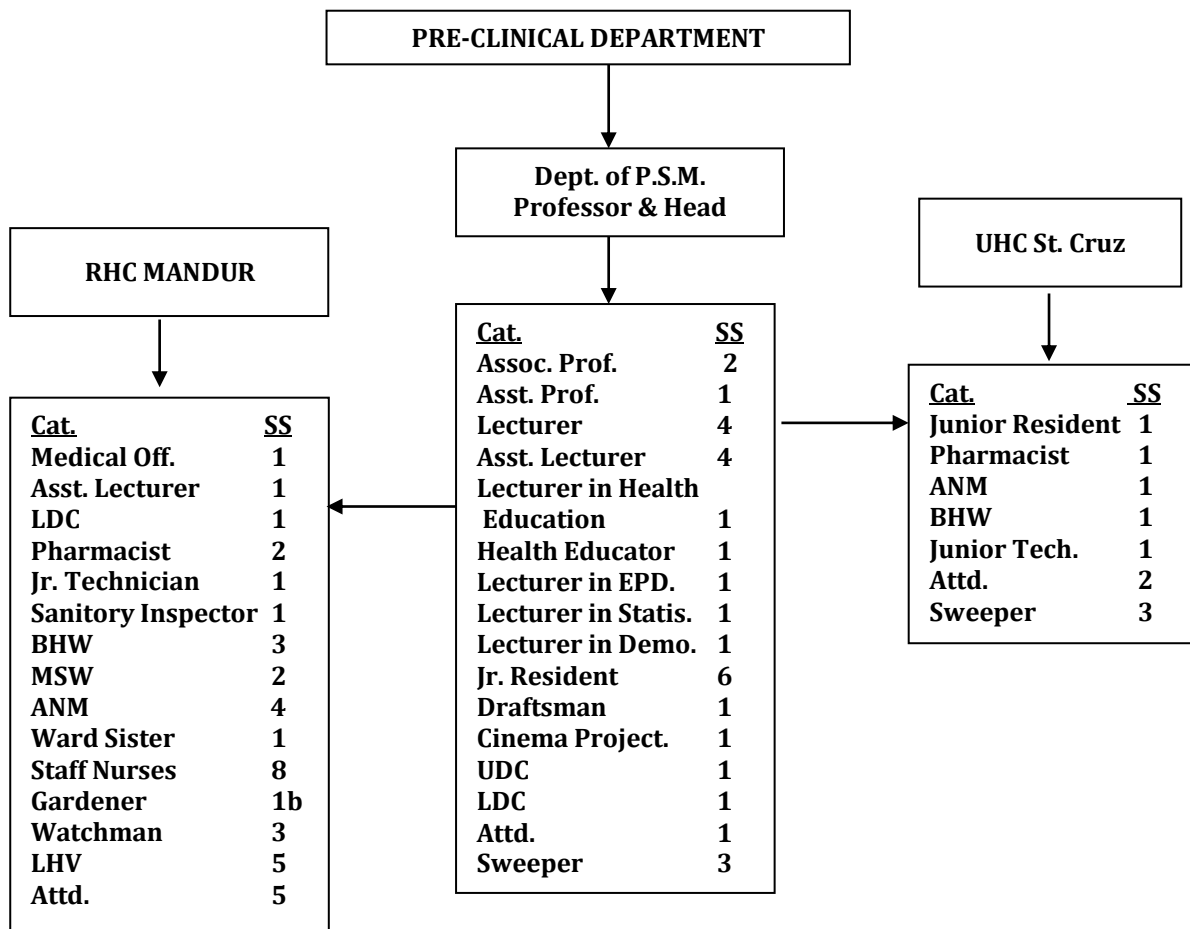 PRE-CLINICAL DEPARTMENT
Dept. of P.S.M.
Professor & Head
RHC MANDUR
UHC St. Cruz
Cat. SS
Medical Off. 1
Asst. Lecturer 1
LDC 1
Pharmacist 2
Jr. Technician 1
Sanitory Inspector 1
BHW 3
MSW 2
ANM 4
Ward Sister 1
Staff Nurses 8
Gardener 1b
Watchman 3
LHV 5
Attd. 5
Cat. SS
Assoc. Prof. 2
Asst. Prof. 1
Lecturer 4
Asst. Lecturer 4
Lecturer in Health
Education 1
Health Educator 1
Lecturer in EPD. 1
Lecturer in Statis. 1
Lecturer in Demo. 1
Jr. Resident 6
Draftsman 1
Cinema Project. 1
UDC 1
LDC 1
Attd. 1
Sweeper 3
Cat. SS
Junior Resident 1
Pharmacist 1
ANM 1
BHW 1
Junior Tech. 1
Attd. 2
Sweeper 3